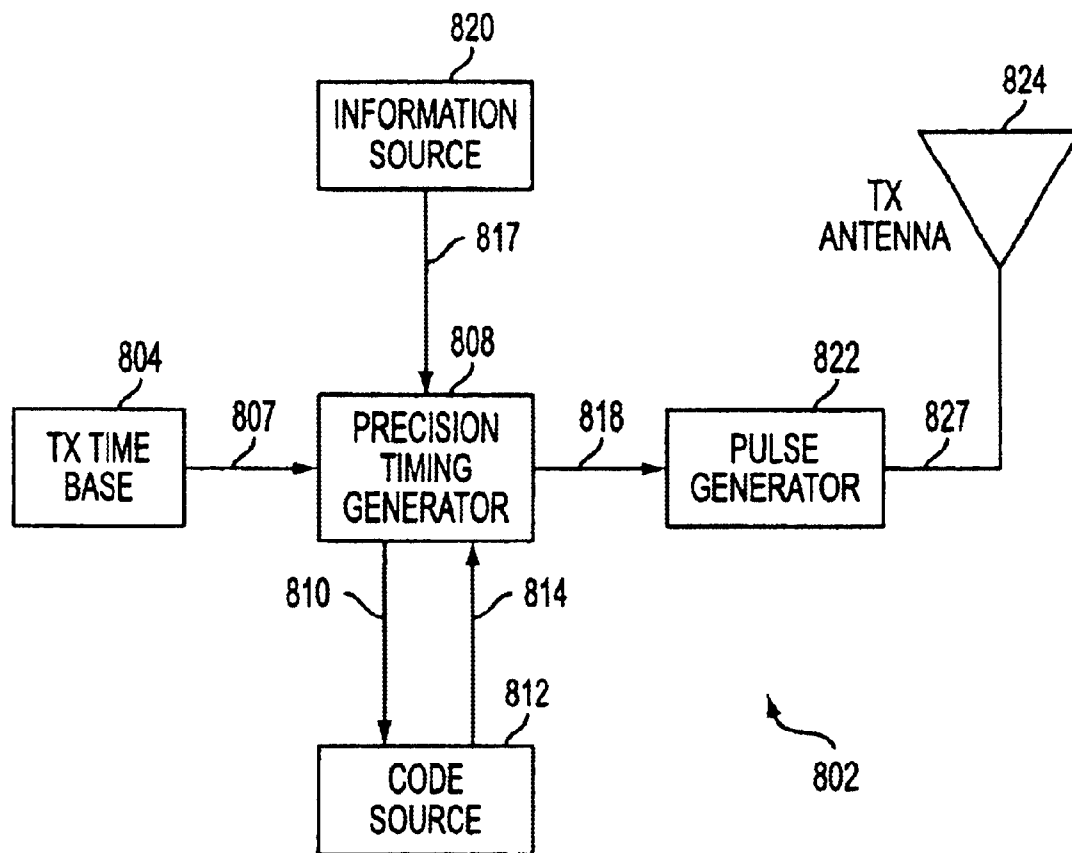 820
INFORMATION
SOURCE
824
TX
ANTENNA
817
804
808
822
TX TIME
BASE
807
PRECISION
TIMING
GENERATOR
818
PULSE
GENERATOR
827
810
814
812
CODE
SOURCE
802